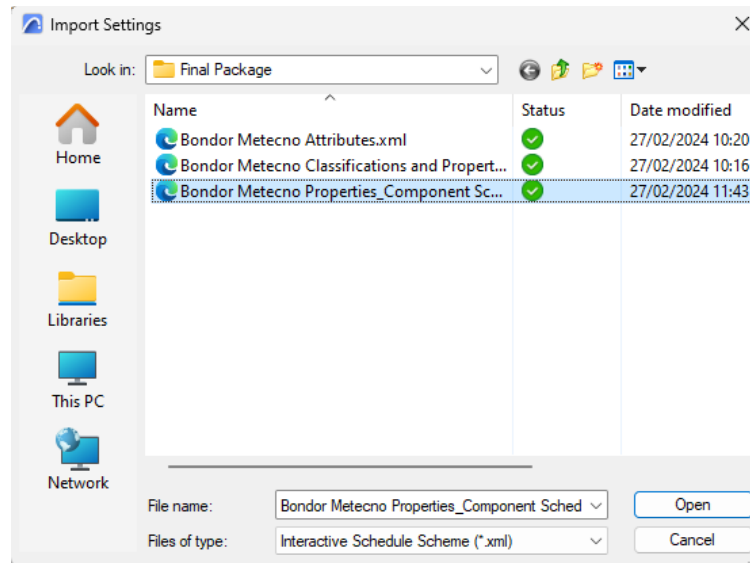 Import Settings
Look in: Final Package
Name Status Date modified
Bondor Metecno Attributes.xml 27/02/2024 10:20
Bondor Metecno Classifications and Propert... 27/02/2024 10:16
Bondor Metecno Properties_Component Sc... 27/02/2024 11:43
Home
Desktop
Libraries
This PC
Network
File name: Bondor Metecno Properties_Component Sched Open
Files of type: Interactive Schedule Scheme (*.xml) Cancel